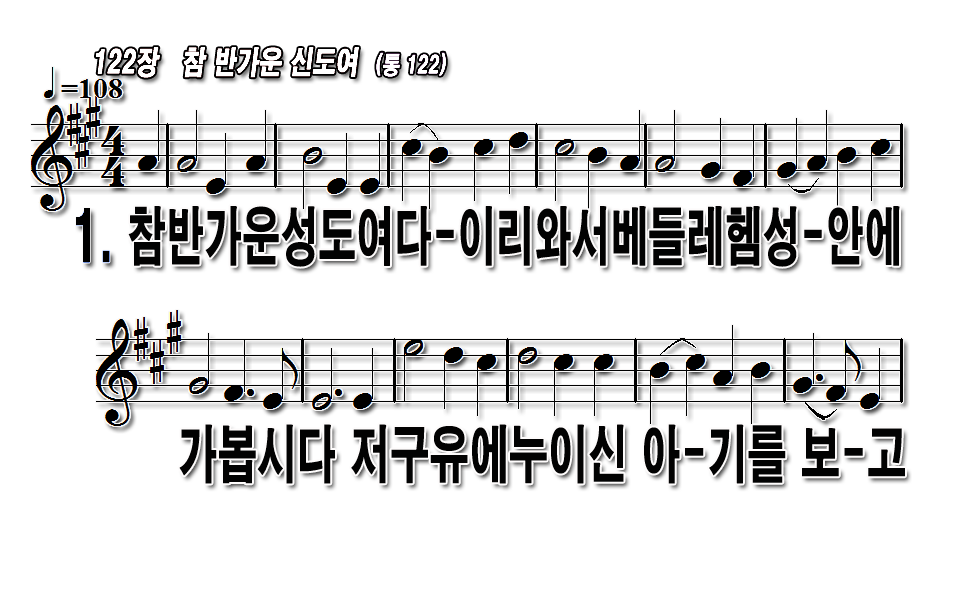 122장 참 반가운 신도여 (통 122)
♩=108
4
4
1. 참반가운성도여다-이리와서베들레헴성-안에
가봅시다 저구유에누이신 아-기를 보-고